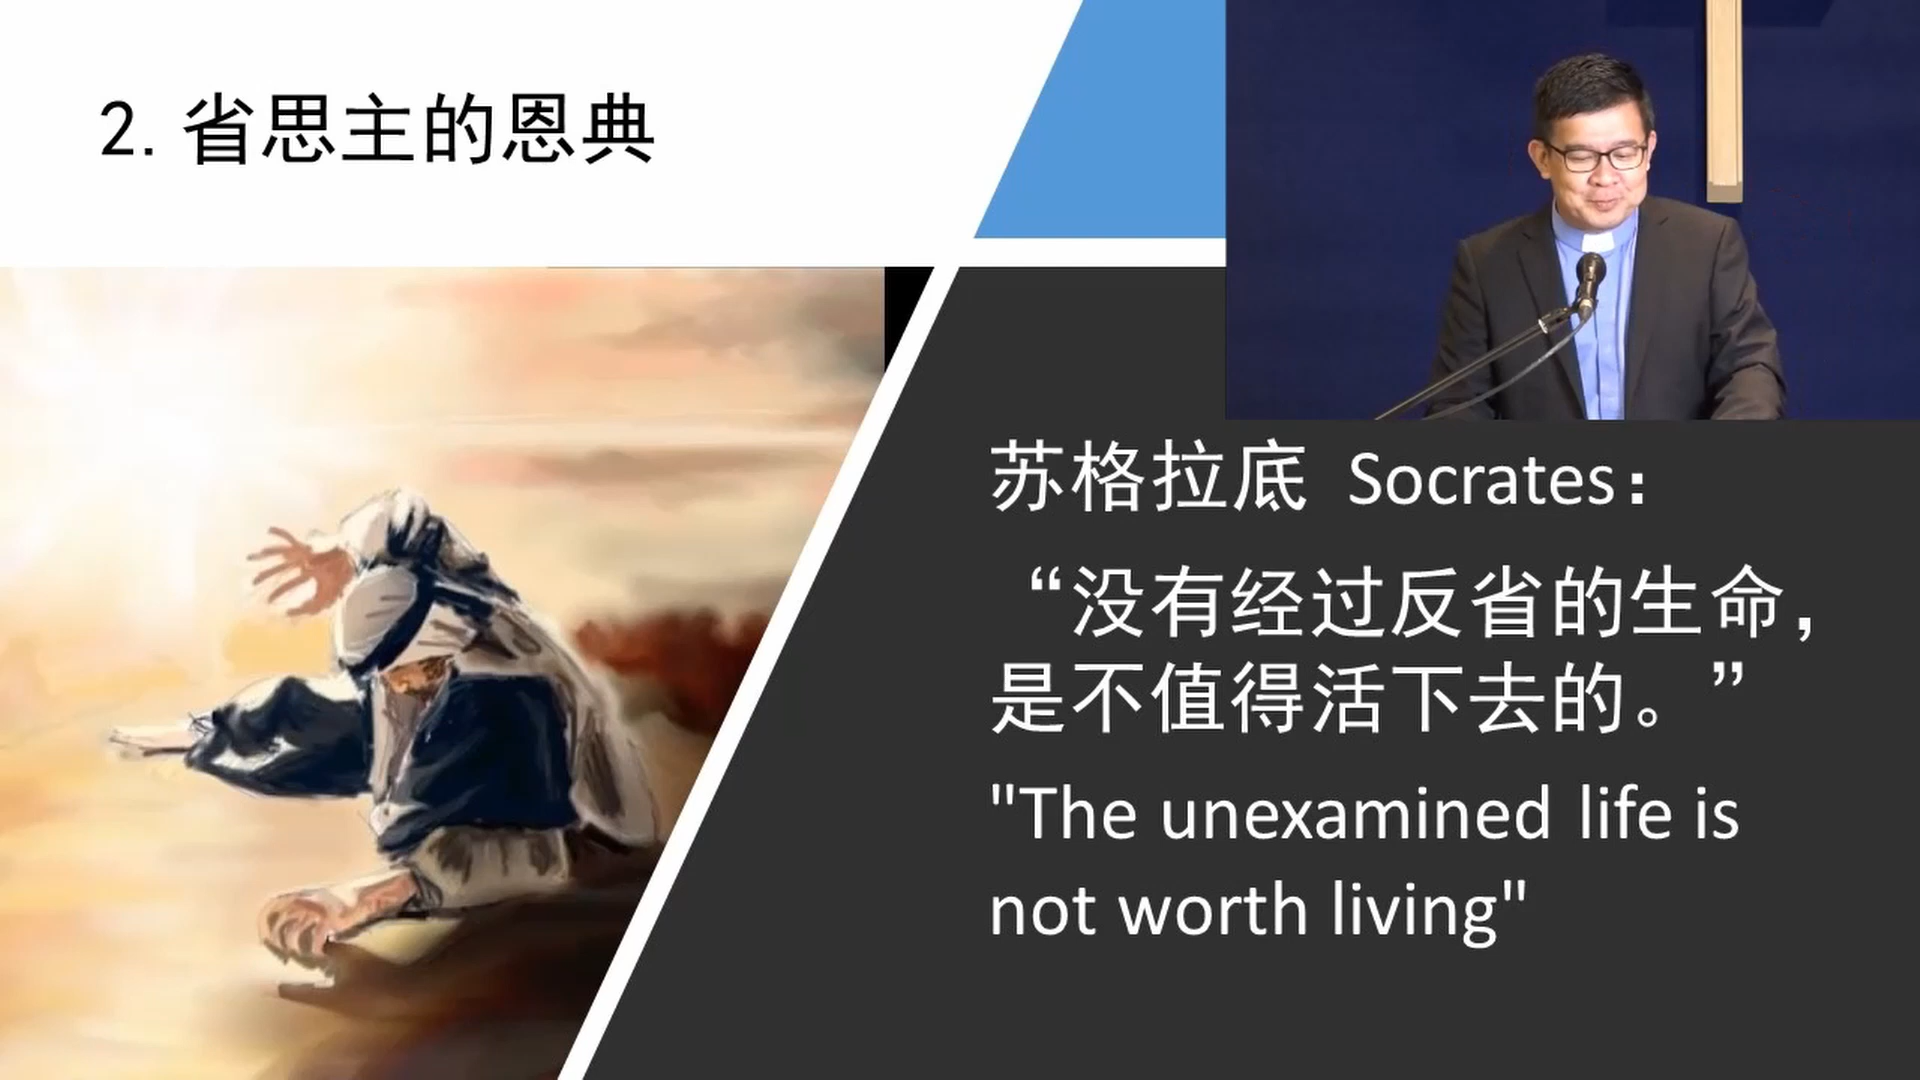 2. 省思主的恩典
苏格拉底 Socrates：
“没有经过反省的生命，
是不值得活下去的。”
"The unexamined life is
not worth living"